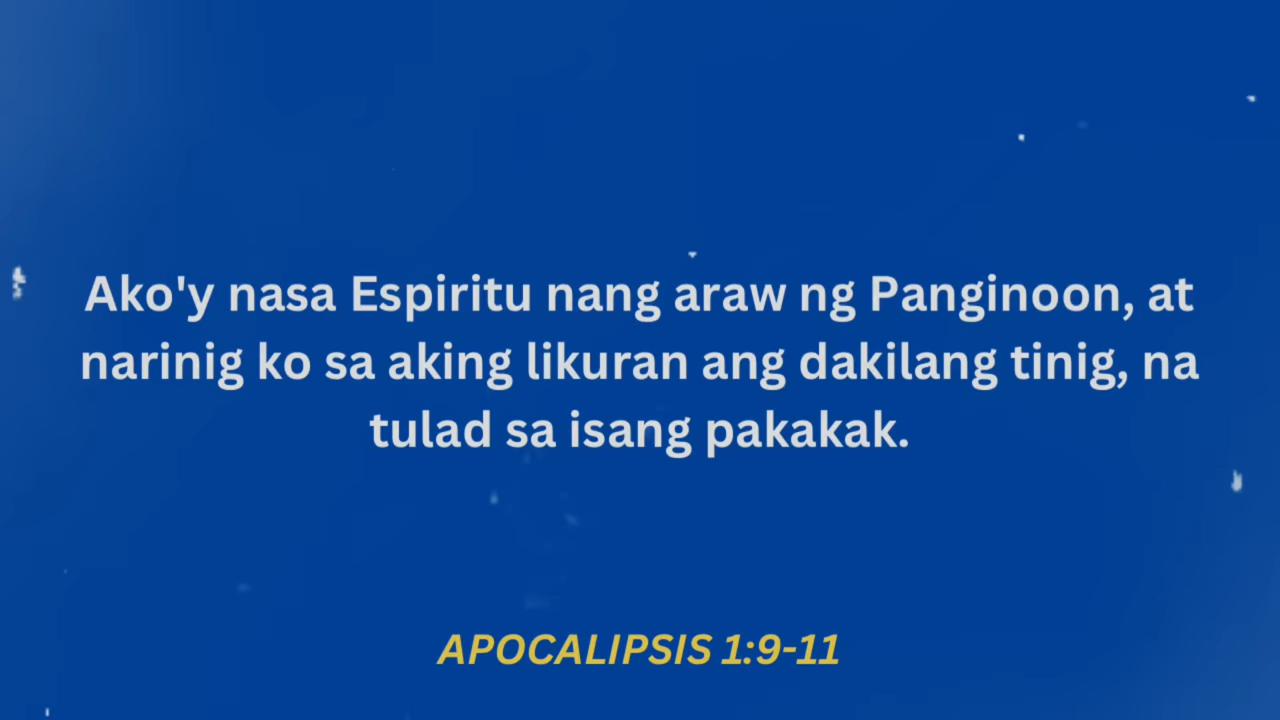 Ako'y nasa Espiritu nang araw ng Panginoon, at
narinig ko sa aking likuran ang dakilang tinig, na
tulad sa isang pakakak.
APOCALIPSIS 1:9-11